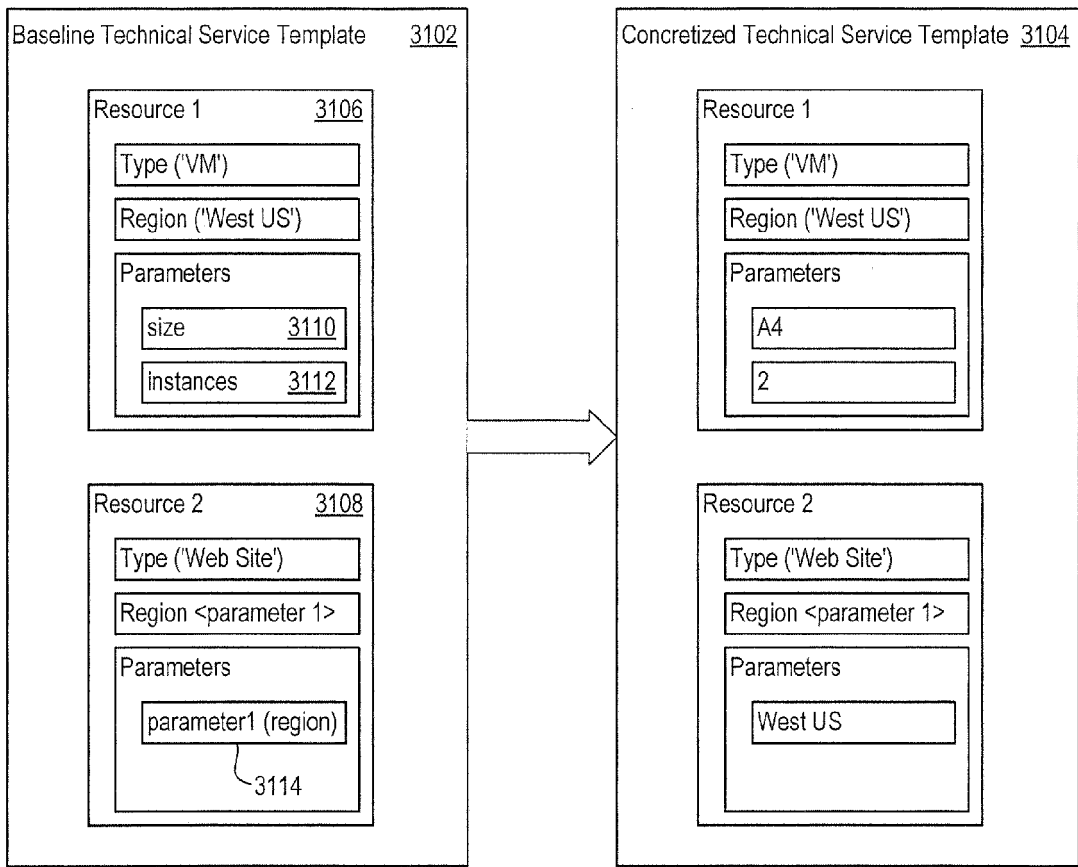 Baseline Technical Service Template 3102
Resource 1 3106
Type ('VM')
Region ('West US')
Parameters
size 3110
instances 3112
Resource 2 3108
Type ('Web Site')
Region <parameter 1>
Parameters
parameter1 (region)
3114
Concretized Technical Service Template 3104
Resource 1
Type ('VM')
Region ('West US')
Parameters
A4
2
Resource 2
Type ('Web Site')
Region <parameter 1>
Parameters
West US